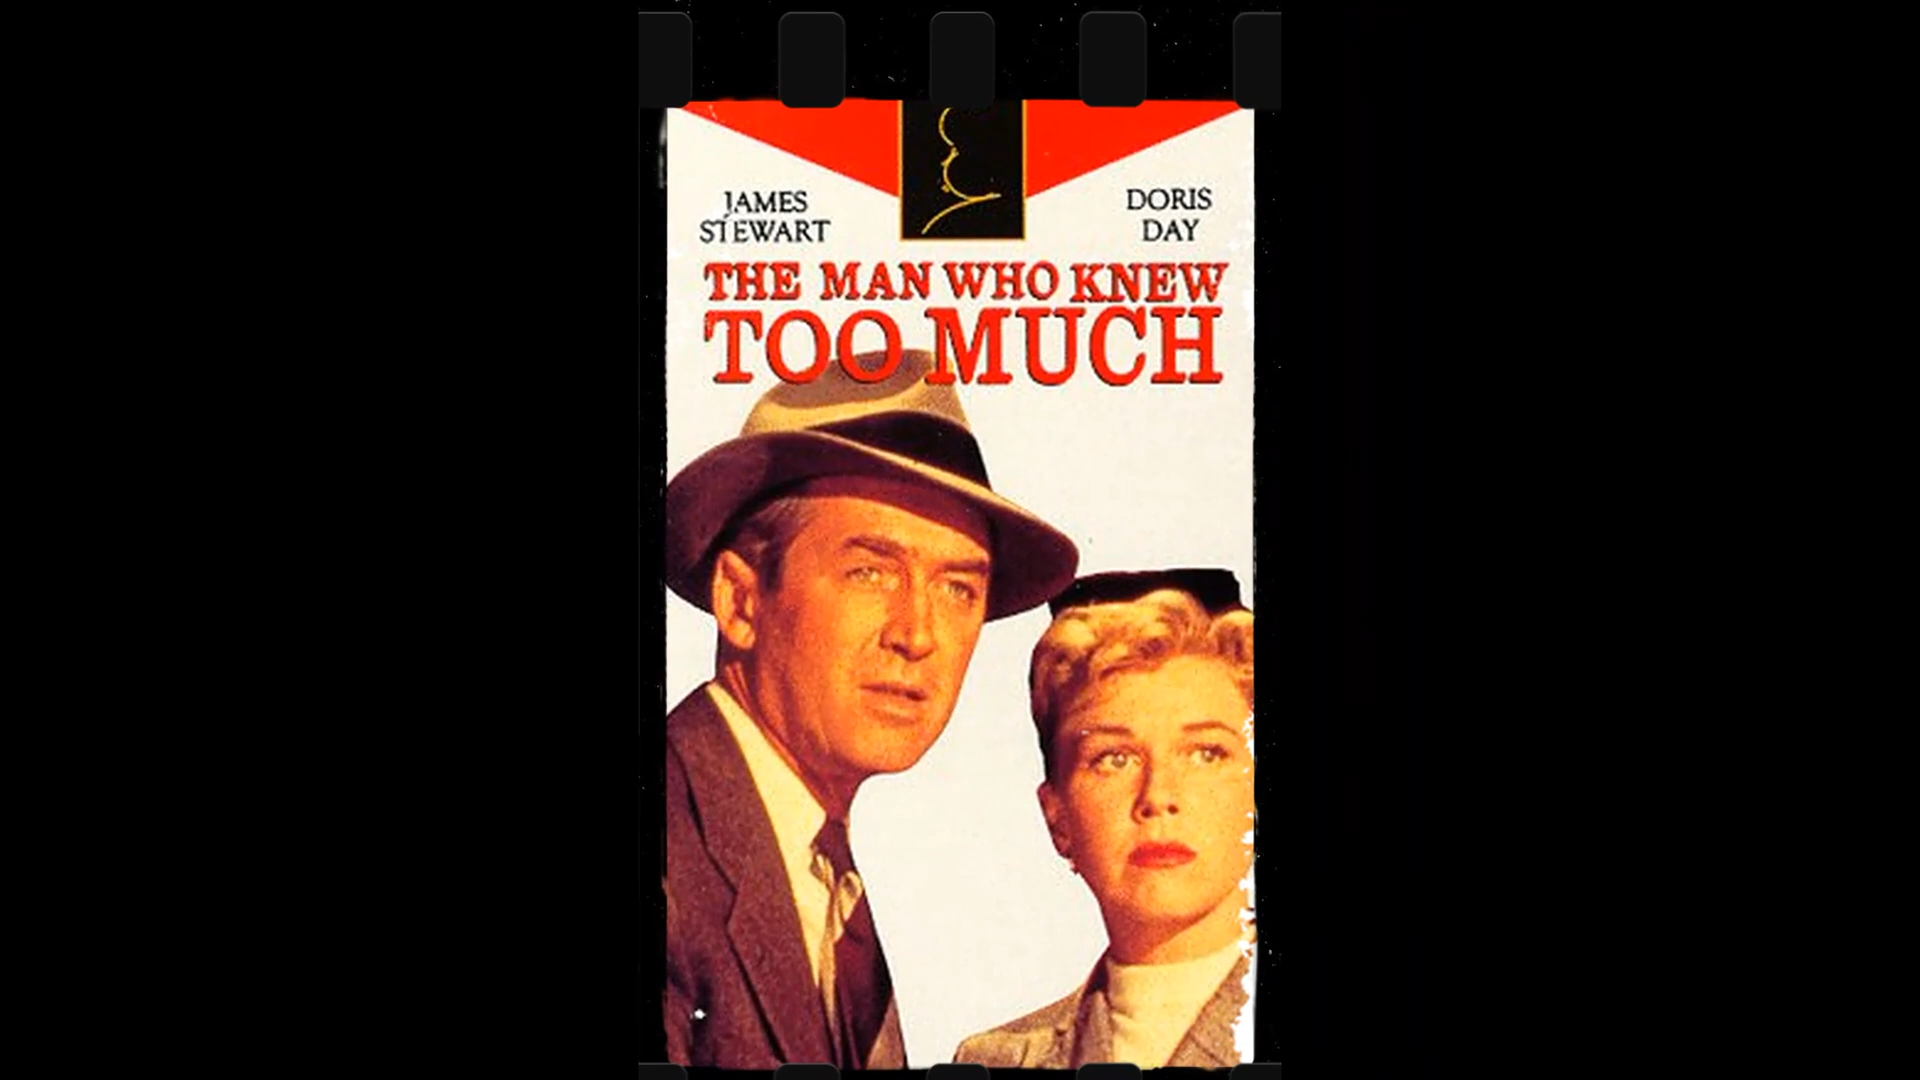 JAMES
STEWART
DORIS
DAY
THE MAN WHO KNEW
TOO MUCH